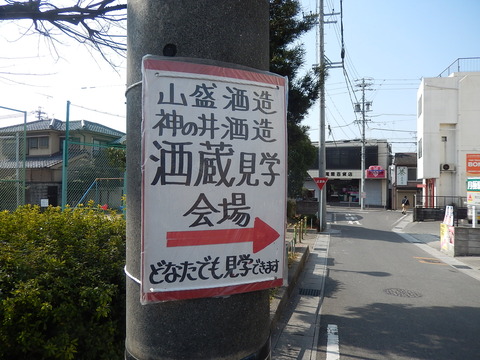 山盛酒造
神の井酒造
酒蔵見学
会場
どなたでも見学できます